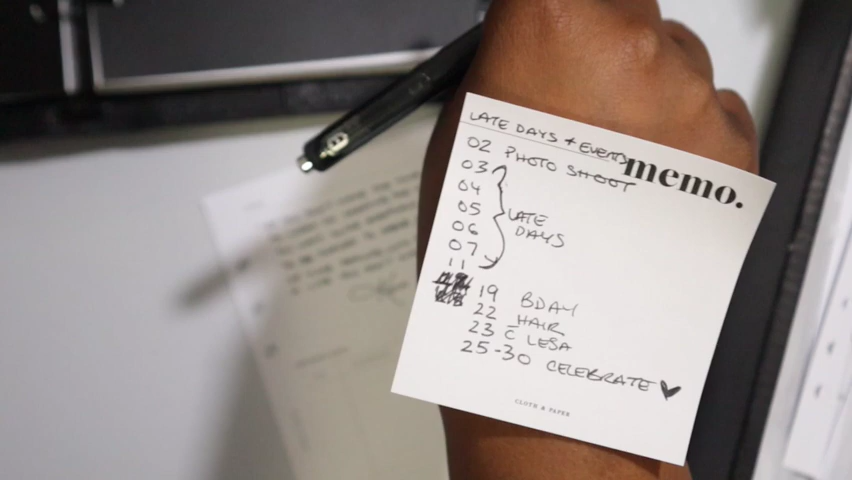 LATE DAYS + EVENTS
memo.
02 PHOTO SHOOT
03
04
05 LATE
06 DAYS
07
11
19 BDAY
22 HAIR
23 C̄ LESA
25-30 CELEBRATE ♥
CLOTH & PAPER